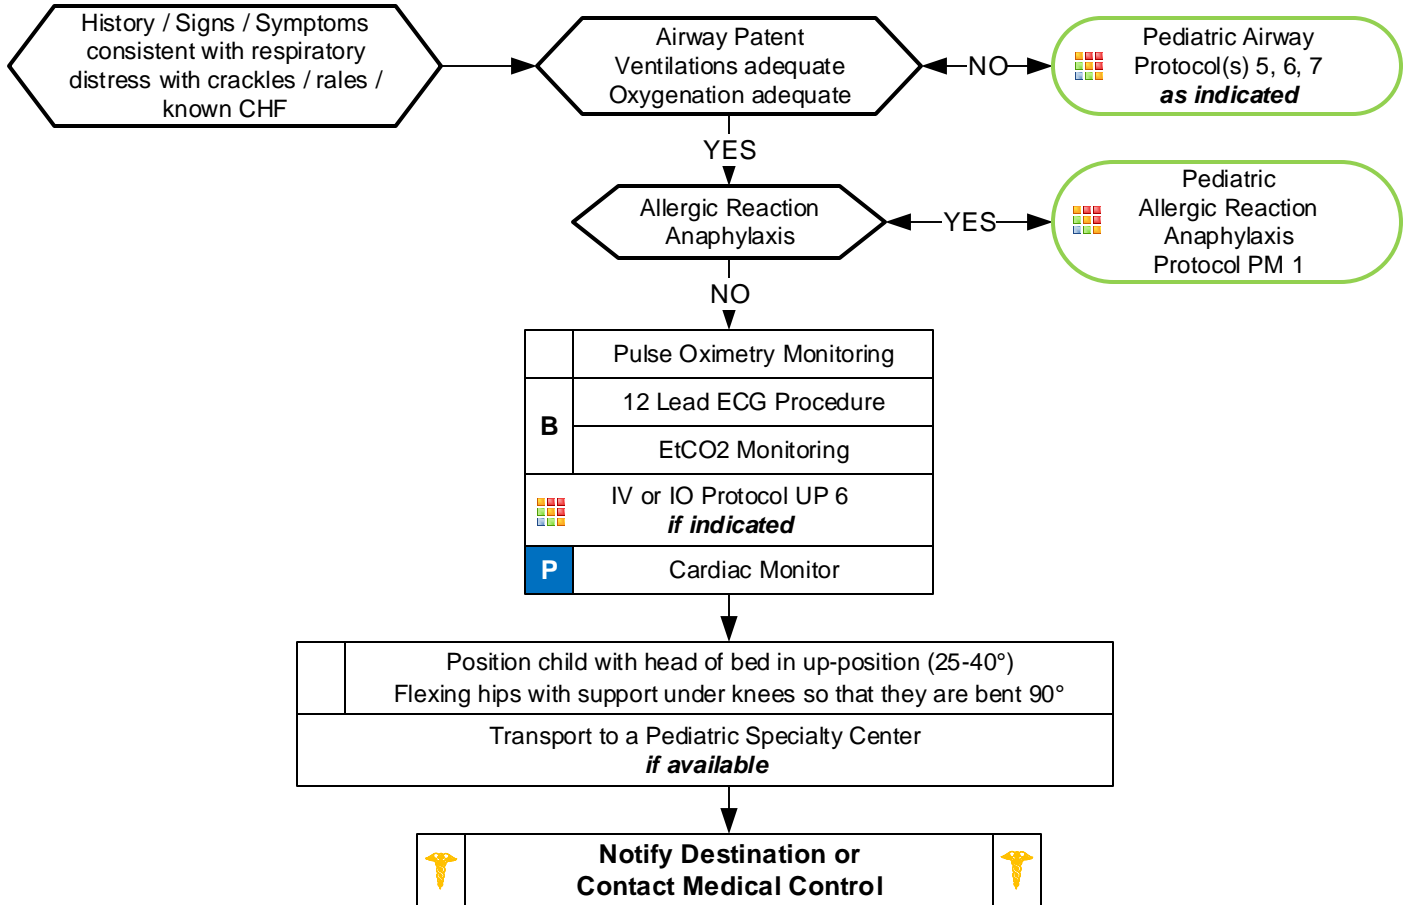 History / Signs / Symptoms
consistent with respiratory
distress with crackles / rales /
known CHF
Airway Patent
Ventilations adequate
Oxygenation adequate
NO
Pediatric Airway
Protocol(s) 5, 6, 7
as indicated
YES
Allergic Reaction
Anaphylaxis
YES
Pediatric
Allergic Reaction
Anaphylaxis
Protocol PM 1
NO
Pulse Oximetry Monitoring
B
12 Lead ECG Procedure
EtCO2 Monitoring
IV or IO Protocol UP 6
if indicated
P
Cardiac Monitor
Position child with head of bed in up-position (25-40°)
Flexing hips with support under knees so that they are bent 90°
Transport to a Pediatric Specialty Center
if available
Notify Destination or
Contact Medical Control